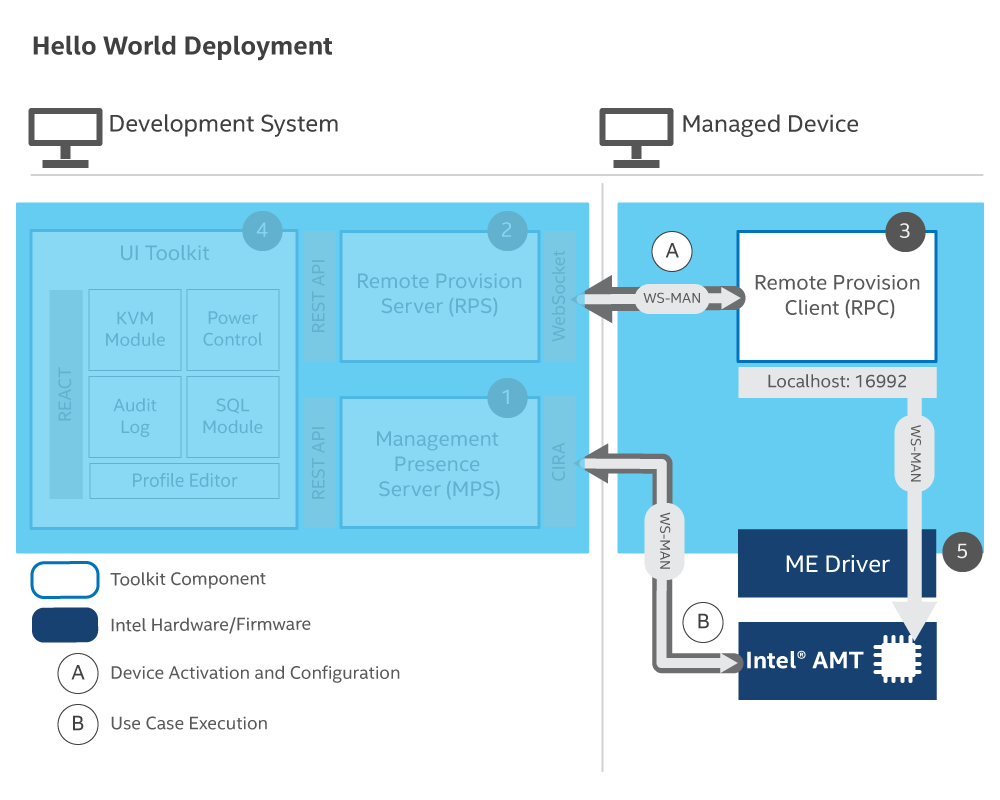 Hello World Deployment
Development System
Managed Device
4
UI Toolkit
REACT
KVM
Module
Power
Control
Audit
Log
SQL
Module
Profile Editor
REST API
2
Remote Provision
Server (RPS)
WebSocket
REST API
1
Management
Presence
Server (MPS)
CIRA
A
WS-MAN
3
Remote Provision
Client (RPC)
Localhost: 16992
WS-MAN
WS-MAN
5
ME Driver
B
Intel® AMT
Toolkit Component
Intel Hardware/Firmware
A
Device Activation and Configuration
B
Use Case Execution